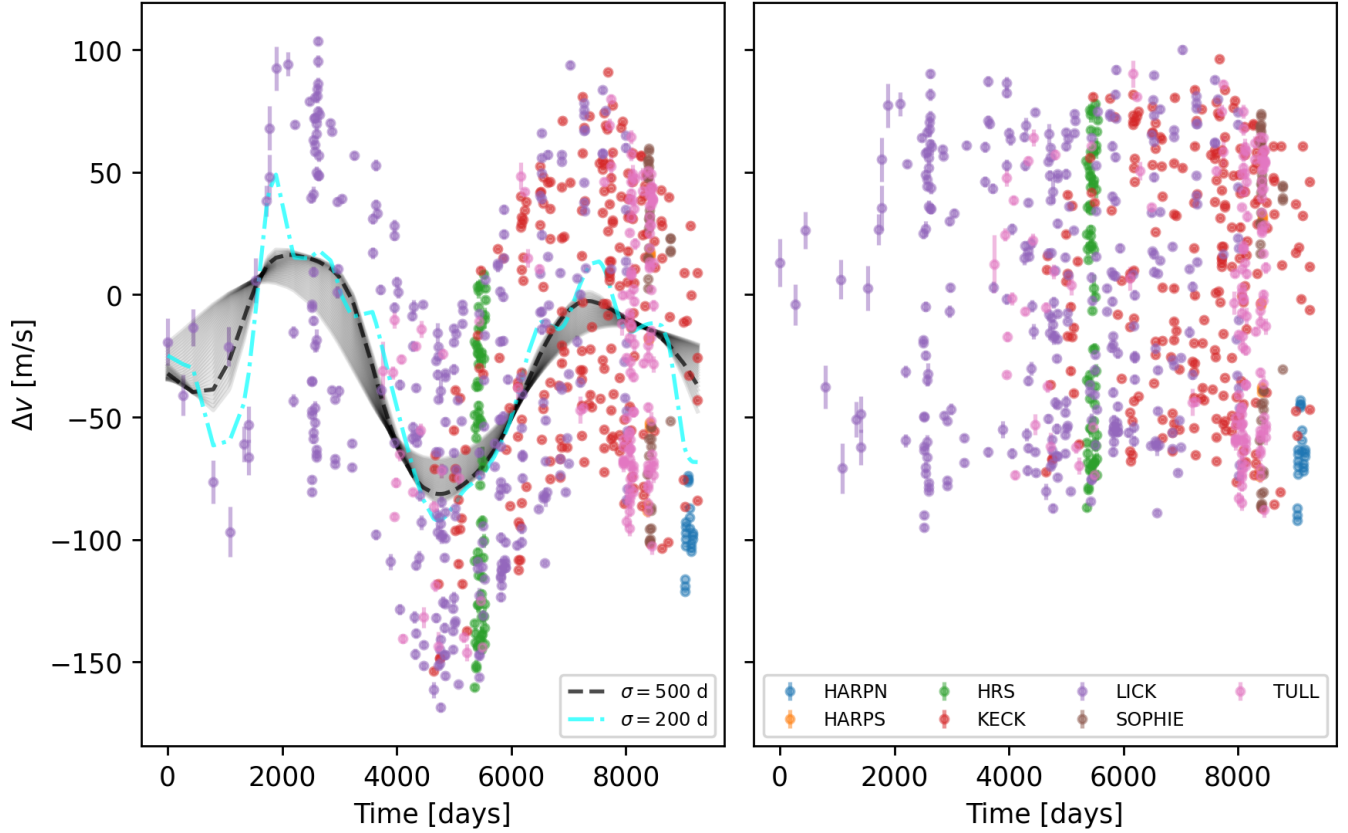 100
50
0
−50
−100
−150
Δv [m/s]
σ = 500 d
σ = 200 d
0 2000 4000 6000 8000
Time [days]
HARPN HRS LICK TULL
HARPS KECK SOPHIE
0 2000 4000 6000 8000
Time [days]